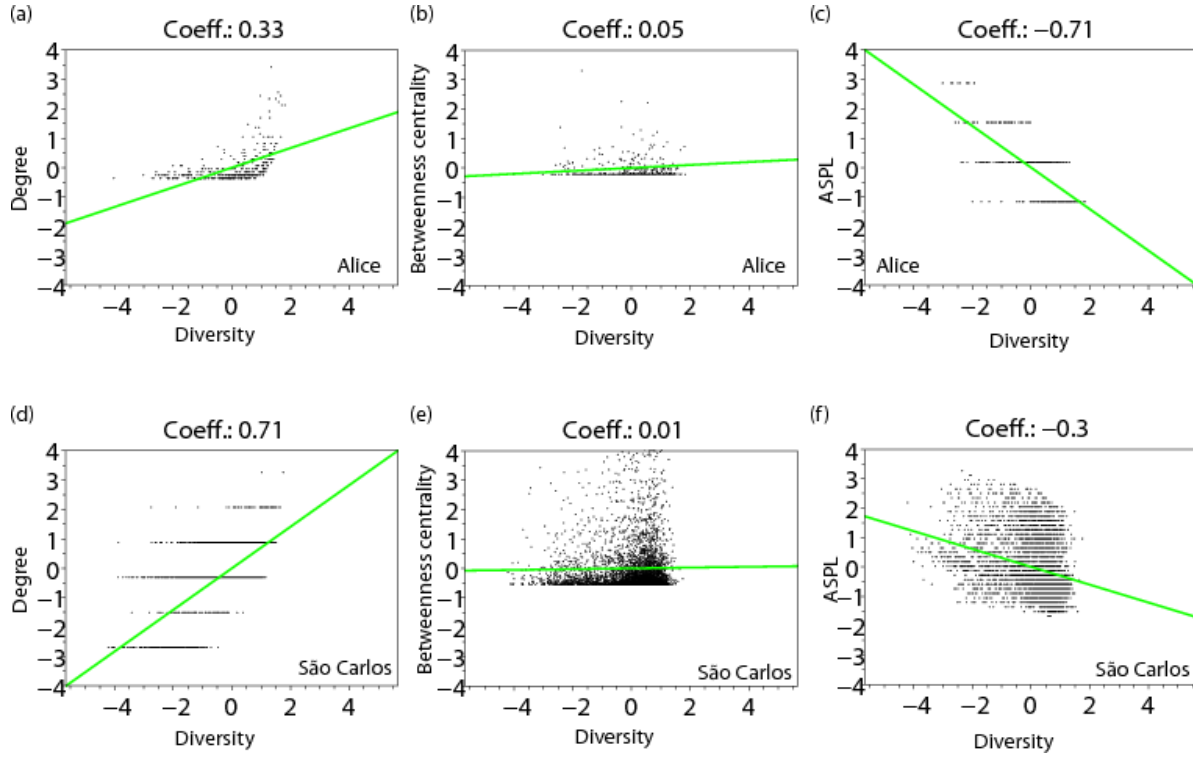 (a)
Coeff.: 0.33
4
3
2
1
0
−1
−2
−3
−4
Degree
Alice
−4 −2 0 2 4
Diversity
(b)
Coeff.: 0.05
4
3
2
1
0
−1
−2
−3
−4
Betweenness centrality
Alice
−4 −2 0 2 4
Diversity
(c)
Coeff.: −0.71
4
3
2
1
0
−1
−2
−3
−4
ASPL
Alice
−4 −2 0 2 4
Diversity
(d)
Coeff.: 0.71
4
3
2
1
0
−1
−2
−3
−4
Degree
São Carlos
−4 −2 0 2 4
Diversity
(e)
Coeff.: 0.01
4
3
2
1
0
−1
−2
−3
−4
Betweenness centrality
São Carlos
−4 −2 0 2 4
Diversity
(f)
Coeff.: −0.3
4
3
2
1
0
−1
−2
−3
−4
ASPL
São Carlos
−4 −2 0 2 4
Diversity